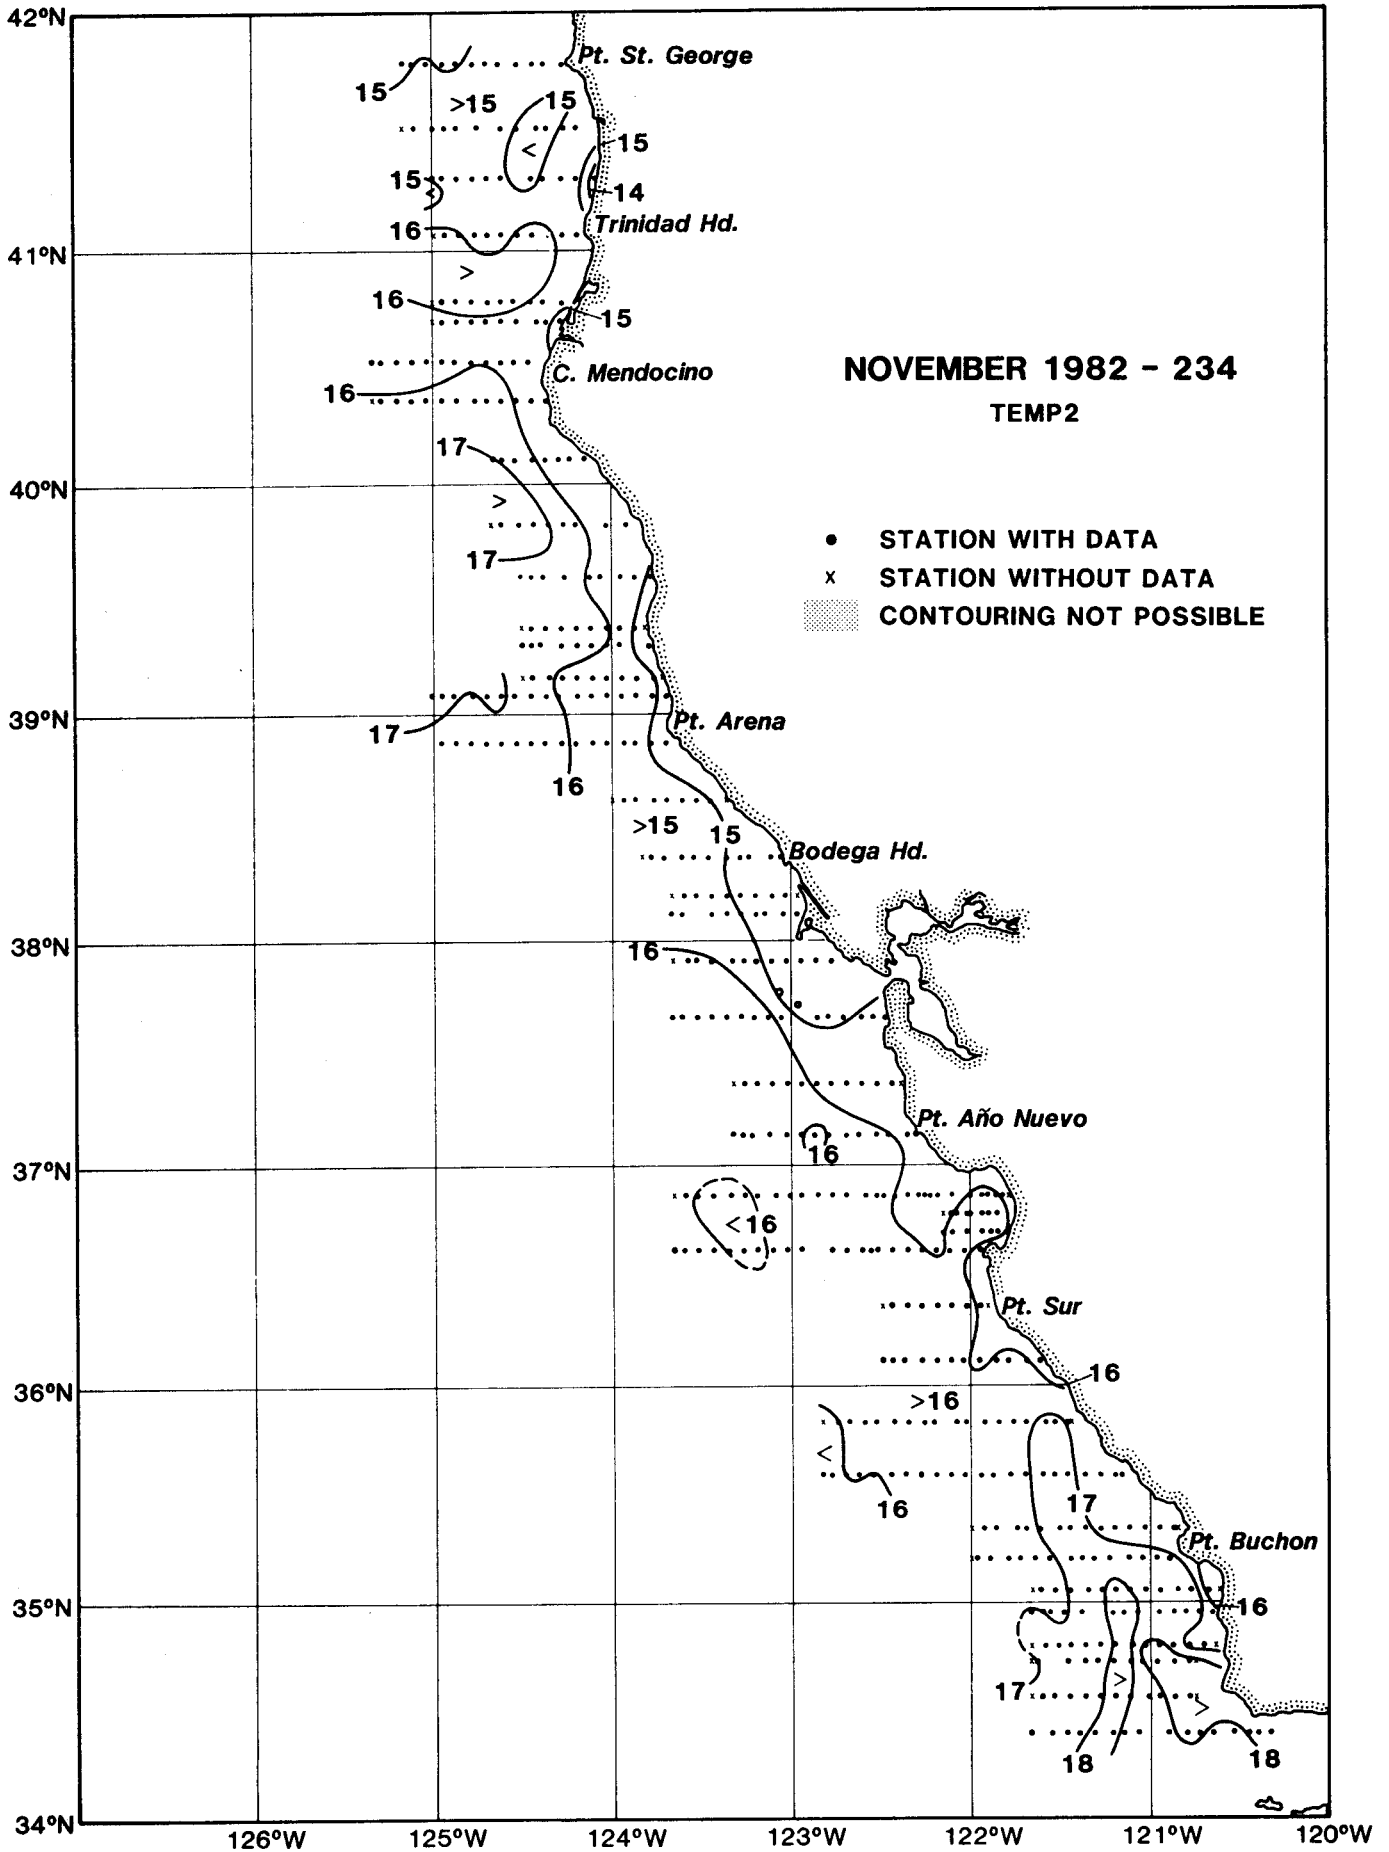 42°N
Pt. St. George
15
>15
15
<
15
15
<
14
Trinidad Hd.
16
41°N
>
16
15
NOVEMBER 1982 - 234
C. Mendocino
16
TEMP2
17
40°N
>
17
• STATION WITH DATA
x STATION WITHOUT DATA
CONTOURING NOT POSSIBLE
39°N
17
Pt. Arena
16
>15
15
Bodega Hd.
38°N
16
Pt. Año Nuevo
16
37°N
<16
Pt. Sur
16
36°N
>16
<
16
17
Pt. Buchon
35°N
16
>
17
>
18
18
34°N
126°W
125°W
124°W
123°W
122°W
121°W
120°W